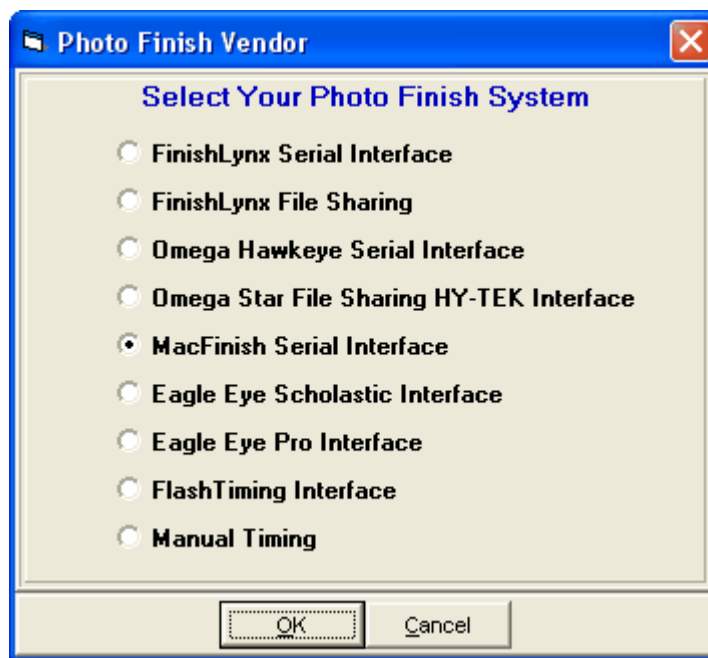 Photo Finish Vendor
Select Your Photo Finish System
FinishLynx Serial Interface
FinishLynx File Sharing
Omega Hawkeye Serial Interface
Omega Star File Sharing HY-TEK Interface
MacFinish Serial Interface
Eagle Eye Scholastic Interface
Eagle Eye Pro Interface
FlashTiming Interface
Manual Timing
OK Cancel